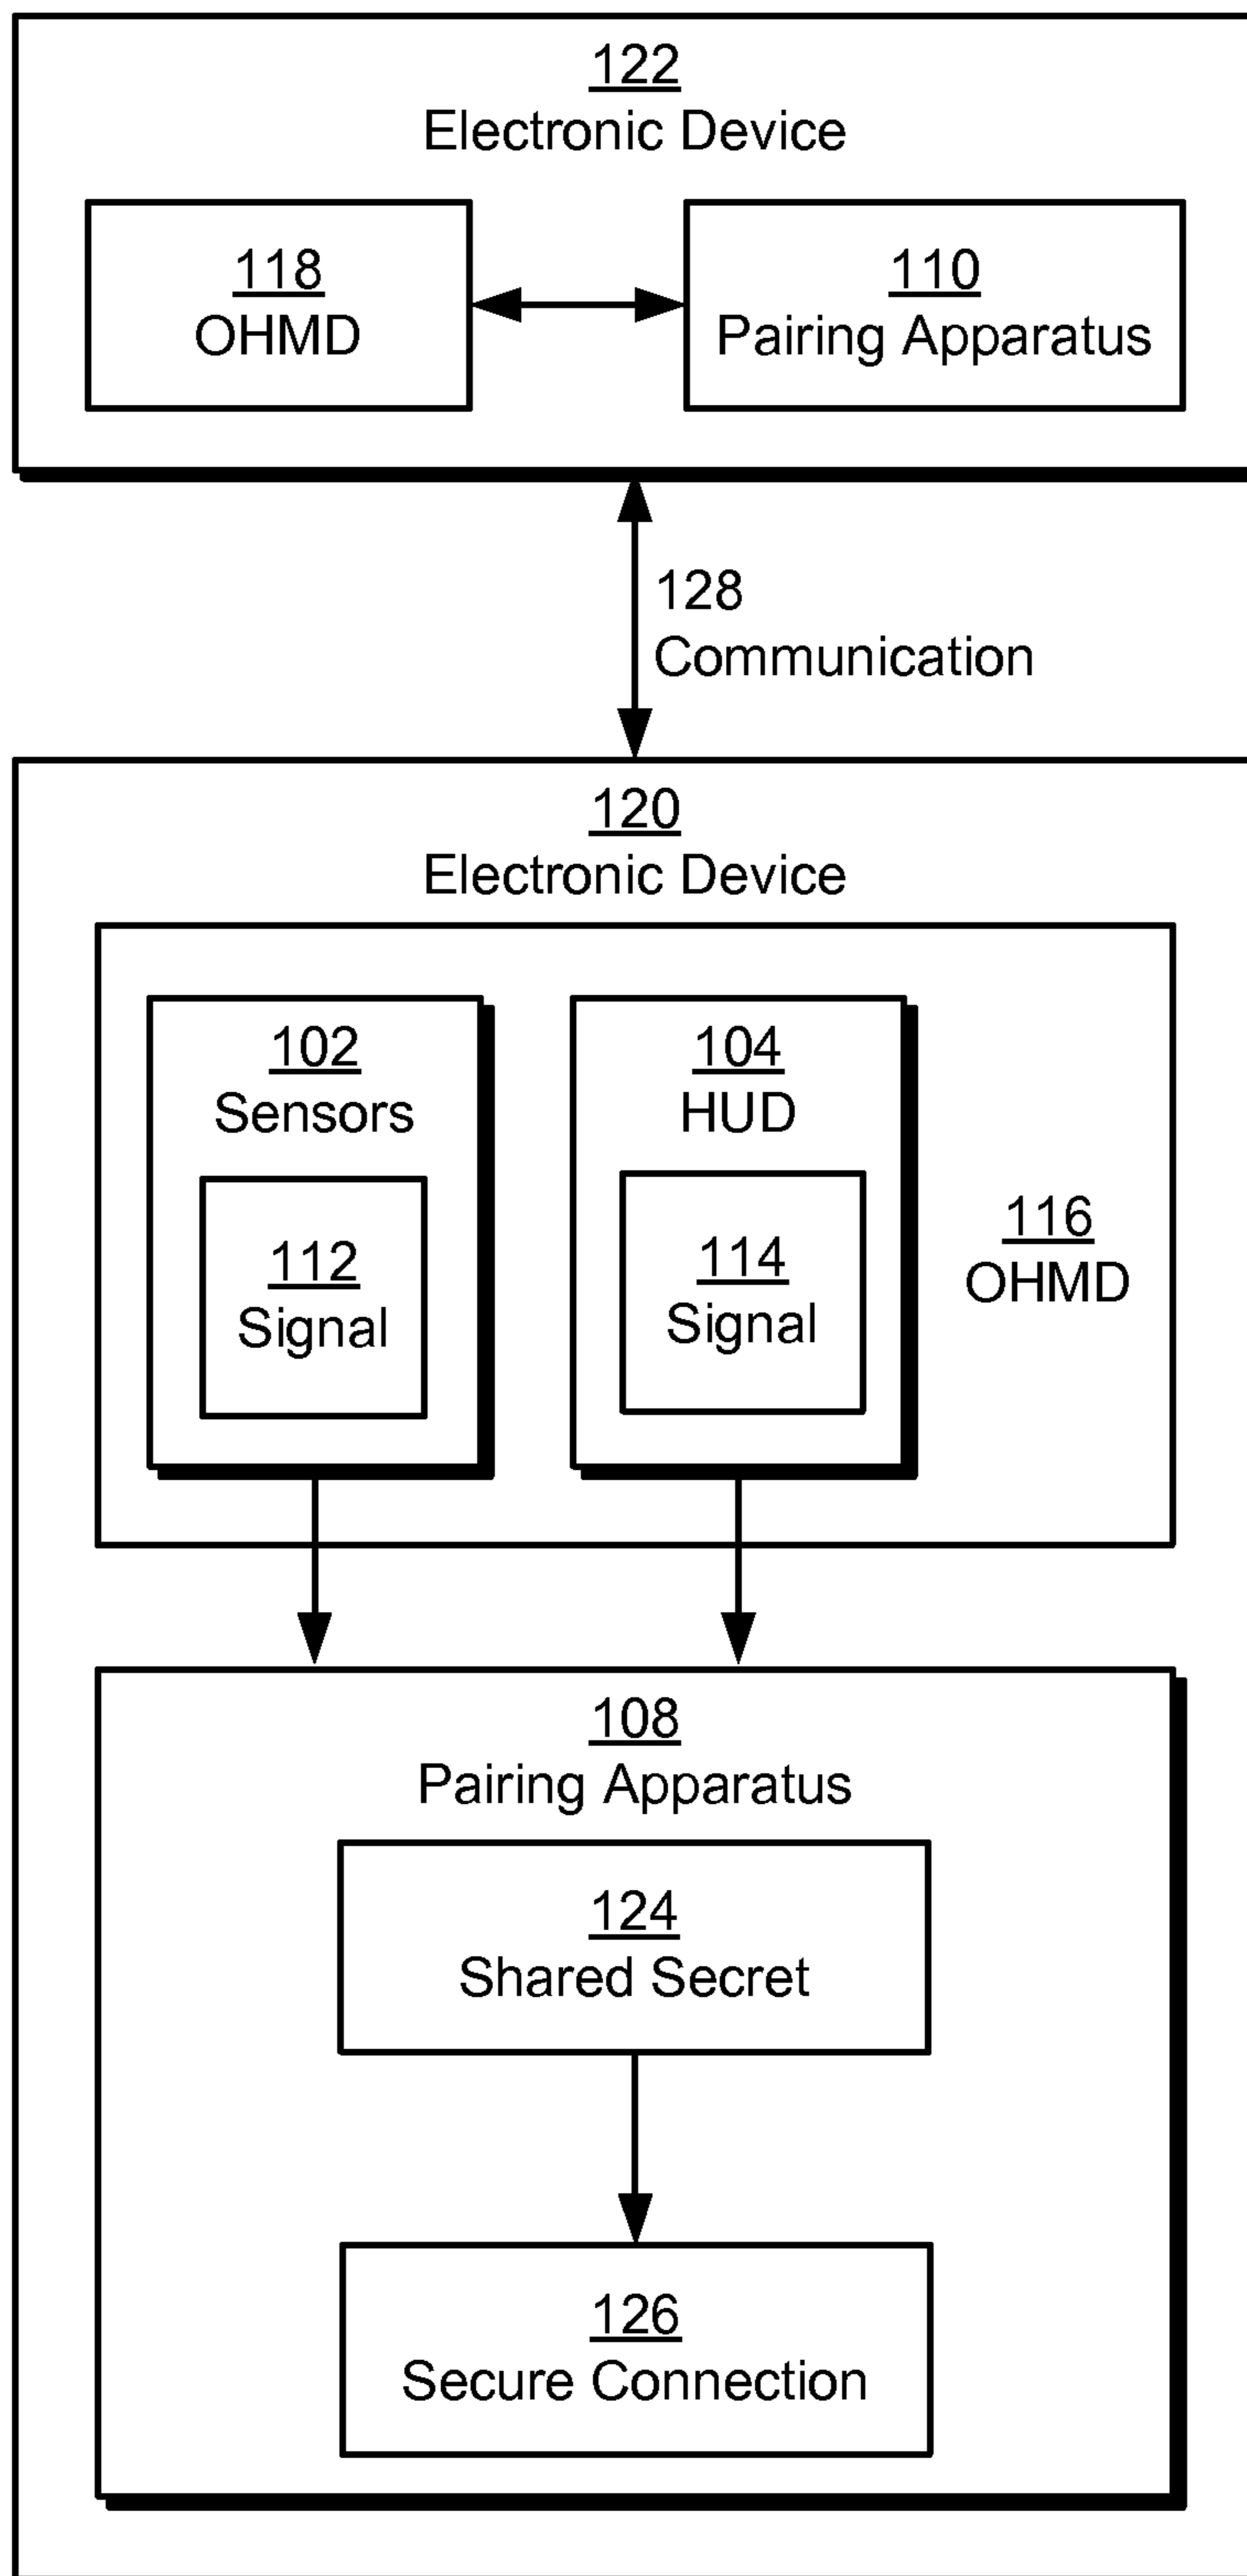 122
Electronic Device
118
OHMD
110
Pairing Apparatus
128
Communication
120
Electronic Device
102
Sensors
112
Signal
104
HUD
114
Signal
116
OHMD
108
Pairing Apparatus
124
Shared Secret
126
Secure Connection